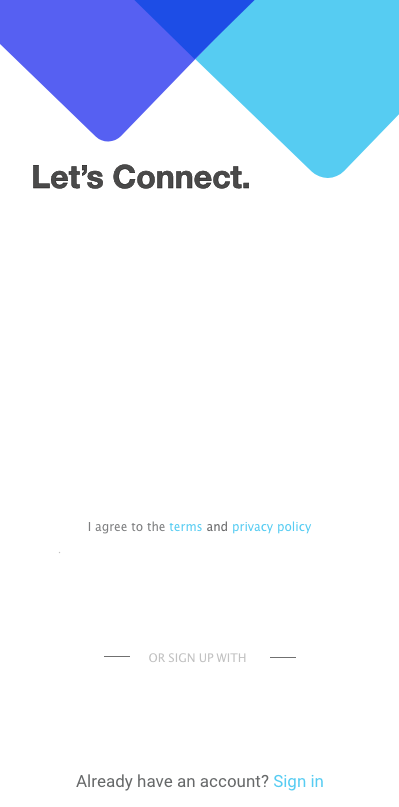 Let's Connect.
I agree to the terms and privacy policy
OR SIGN UP WITH
Already have an account? Sign in